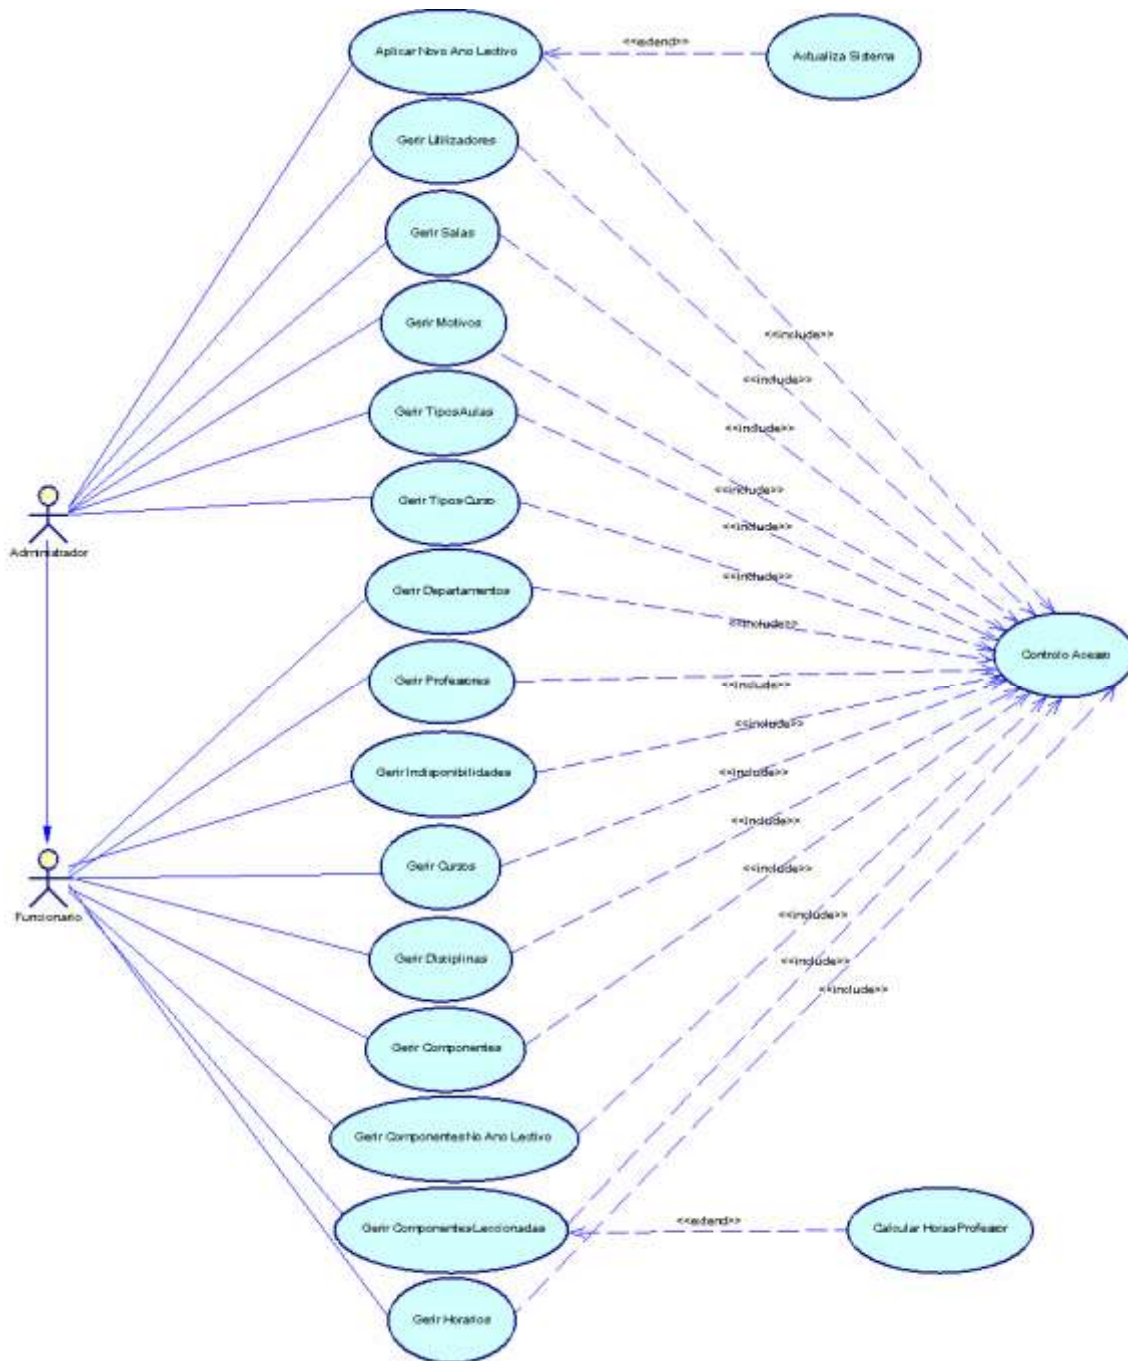 Aplicar Novo Ano Lectivo
<<extend>>
Actualiza Sistema
Gerir Utilizadores
Gerir Salas
Gerir Motivos
<<include>>
<<include>>
Gerir TiposAulas
<<include>>
Gerir TiposCurso
<<include>>
<<include>>
Administrador
Gerir Departamentos
<<include>>
<<include>>
Controlo Acesso
Gerir Professores
<<include>>
<<include>>
Gerir Indisponibilidades
<<include>>
<<include>>
Gerir Cursos
<<include>>
Funcionario
<<include>>
Gerir Disciplinas
<<include>>
<<include>>
Gerir Componentes
Gerir ComponentesNo Ano Lectivo
Gerir ComponentesLeccionadas
<<extend>>
Calcular HorasProfessor
Gerir Horarios